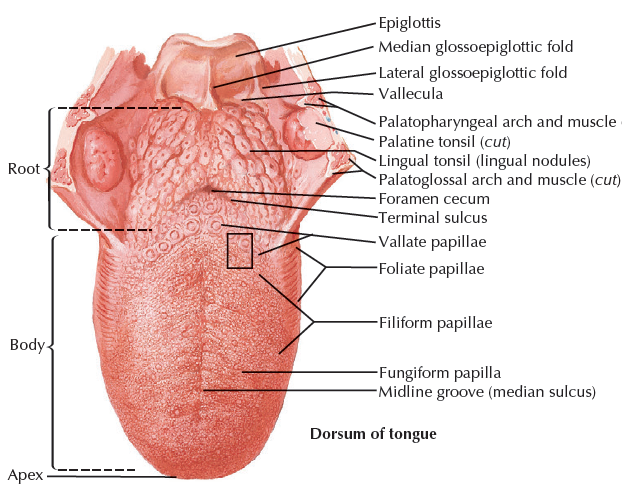 Epiglottis
Median glossoepiglottic fold
Lateral glossoepiglottic fold
Vallecula
Palatopharyngeal arch and muscle
Palatine tonsil (cut)
Lingual tonsil (lingual nodules)
Palatoglossal arch and muscle (cut)
Foramen cecum
Terminal sulcus
Vallate papillae
Foliate papillae
Filiform papillae
Fungiform papilla
Midline groove (median sulcus)
Dorsum of tongue
Root
Body
Apex